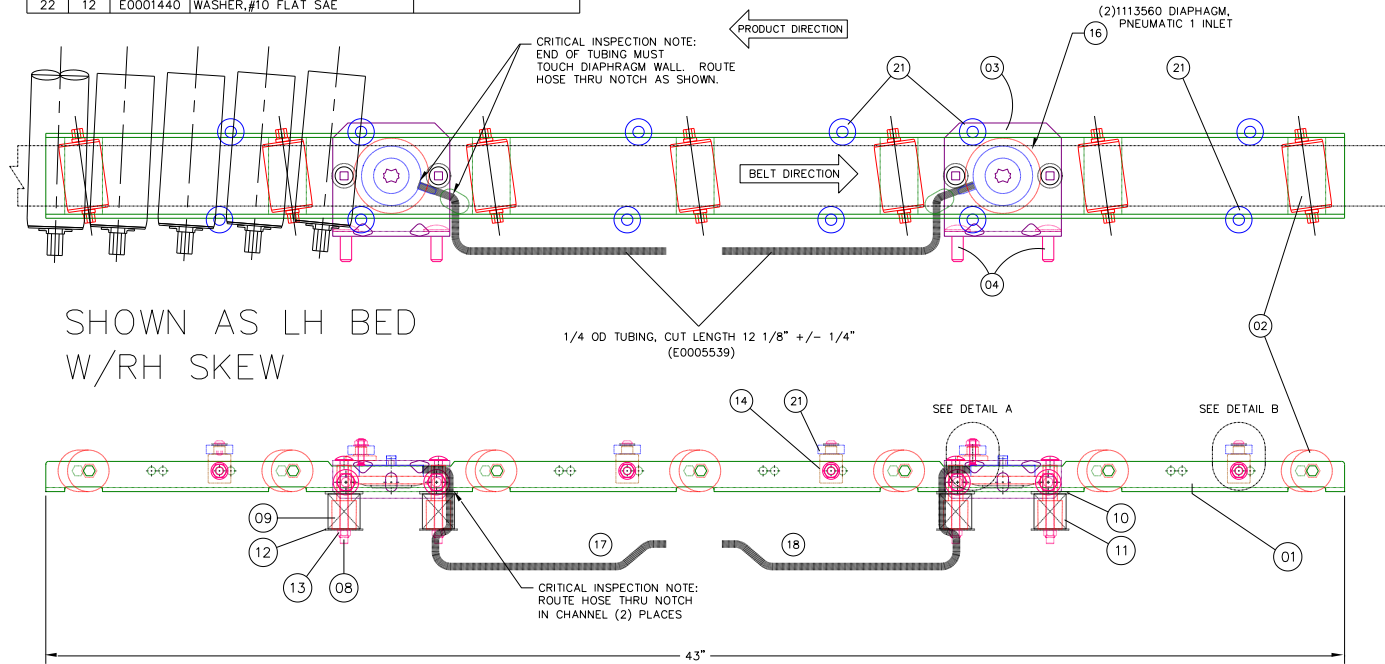 22 12 E0001440 WASHER,#10 FLAT SAE
(2)1113560 DIAPHAGM,
PNEUMATIC 1 INLET
PRODUCT DIRECTION
16
CRITICAL INSPECTION NOTE:
END OF TUBING MUST
TOUCH DIAPHRAGM WALL. ROUTE
HOSE THRU NOTCH AS SHOWN.
21
03
21
BELT DIRECTION
21
04
SHOWN AS LH BED
W/RH SKEW
1/4 OD TUBING, CUT LENGTH 12 1/8" +/- 1/4"
(E0005539)
02
14
21
SEE DETAIL A
SEE DETAIL B
09
10
12
11
17
18
01
13
08
CRITICAL INSPECTION NOTE:
ROUTE HOSE THRU NOTCH
IN CHANNEL (2) PLACES
43"